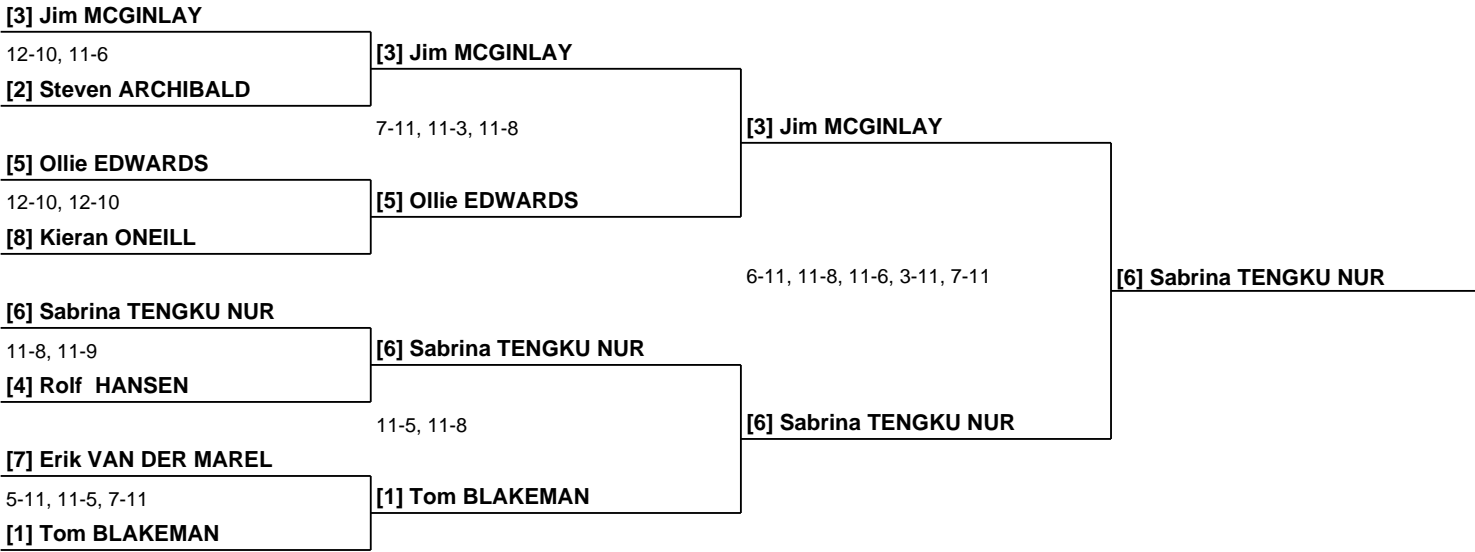 [3] Jim MCGINLAY
12-10, 11-6
[3] Jim MCGINLAY
[2] Steven ARCHIBALD
7-11, 11-3, 11-8
[3] Jim MCGINLAY
[5] Ollie EDWARDS
12-10, 12-10
[5] Ollie EDWARDS
[8] Kieran ONEILL
6-11, 11-8, 11-6, 3-11, 7-11
[6] Sabrina TENGKU NUR
[6] Sabrina TENGKU NUR
11-8, 11-9
[6] Sabrina TENGKU NUR
[4] Rolf  HANSEN
11-5, 11-8
[6] Sabrina TENGKU NUR
[7] Erik VAN DER MAREL
5-11, 11-5, 7-11
[1] Tom BLAKEMAN
[1] Tom BLAKEMAN